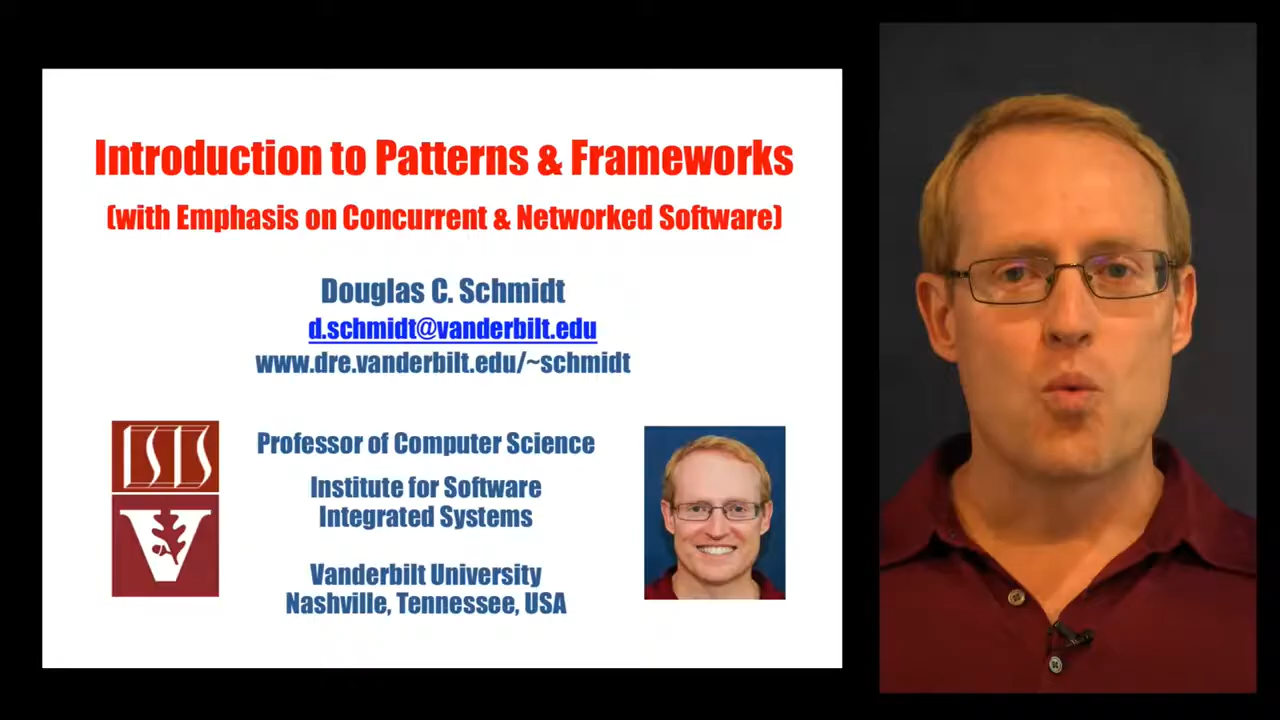 Introduction to Patterns & Frameworks
(with Emphasis on Concurrent & Networked Software)
Douglas C. Schmidt
d.schmidt@vanderbilt.edu
www.dre.vanderbilt.edu/~schmidt
ISIS
V
Professor of Computer Science
Institute for Software
Integrated Systems
Vanderbilt University
Nashville, Tennessee, USA